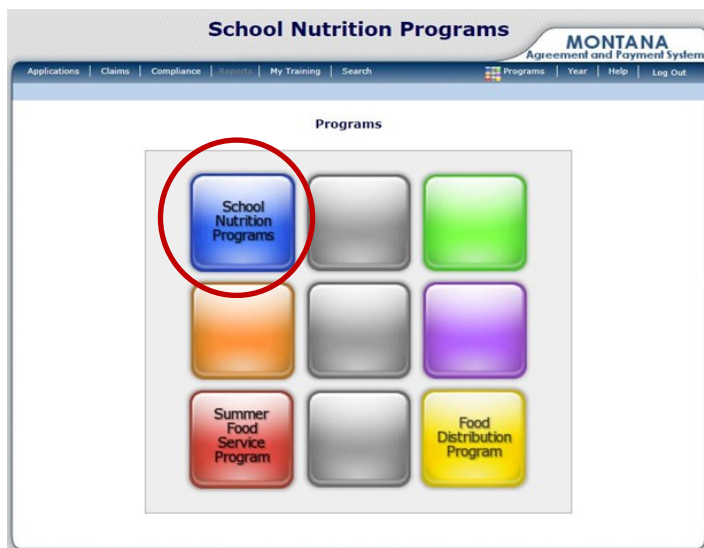 School Nutrition Programs
MONTANA
Agreement and Payment System
Applications | Claims | Compliance | Reports | My Training | Search
Programs | Year | Help | Log Out
Programs
School
Nutrition
Programs
Summer
Food
Service
Program
Food
Distribution
Program